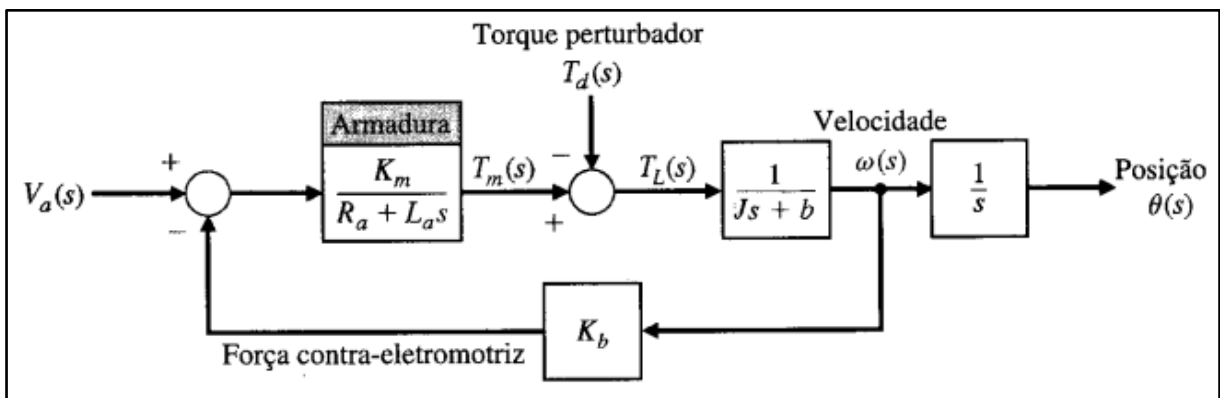 Torque perturbador
T_d(s)
Armadura
Velocidade
+
−
V_a(s)
K_m
R_a + L_a s
T_m(s)
+
T_L(s)
1
Js + b
ω(s)
1
s
Posição
θ(s)
−
K_b
Força contra-eletromotriz